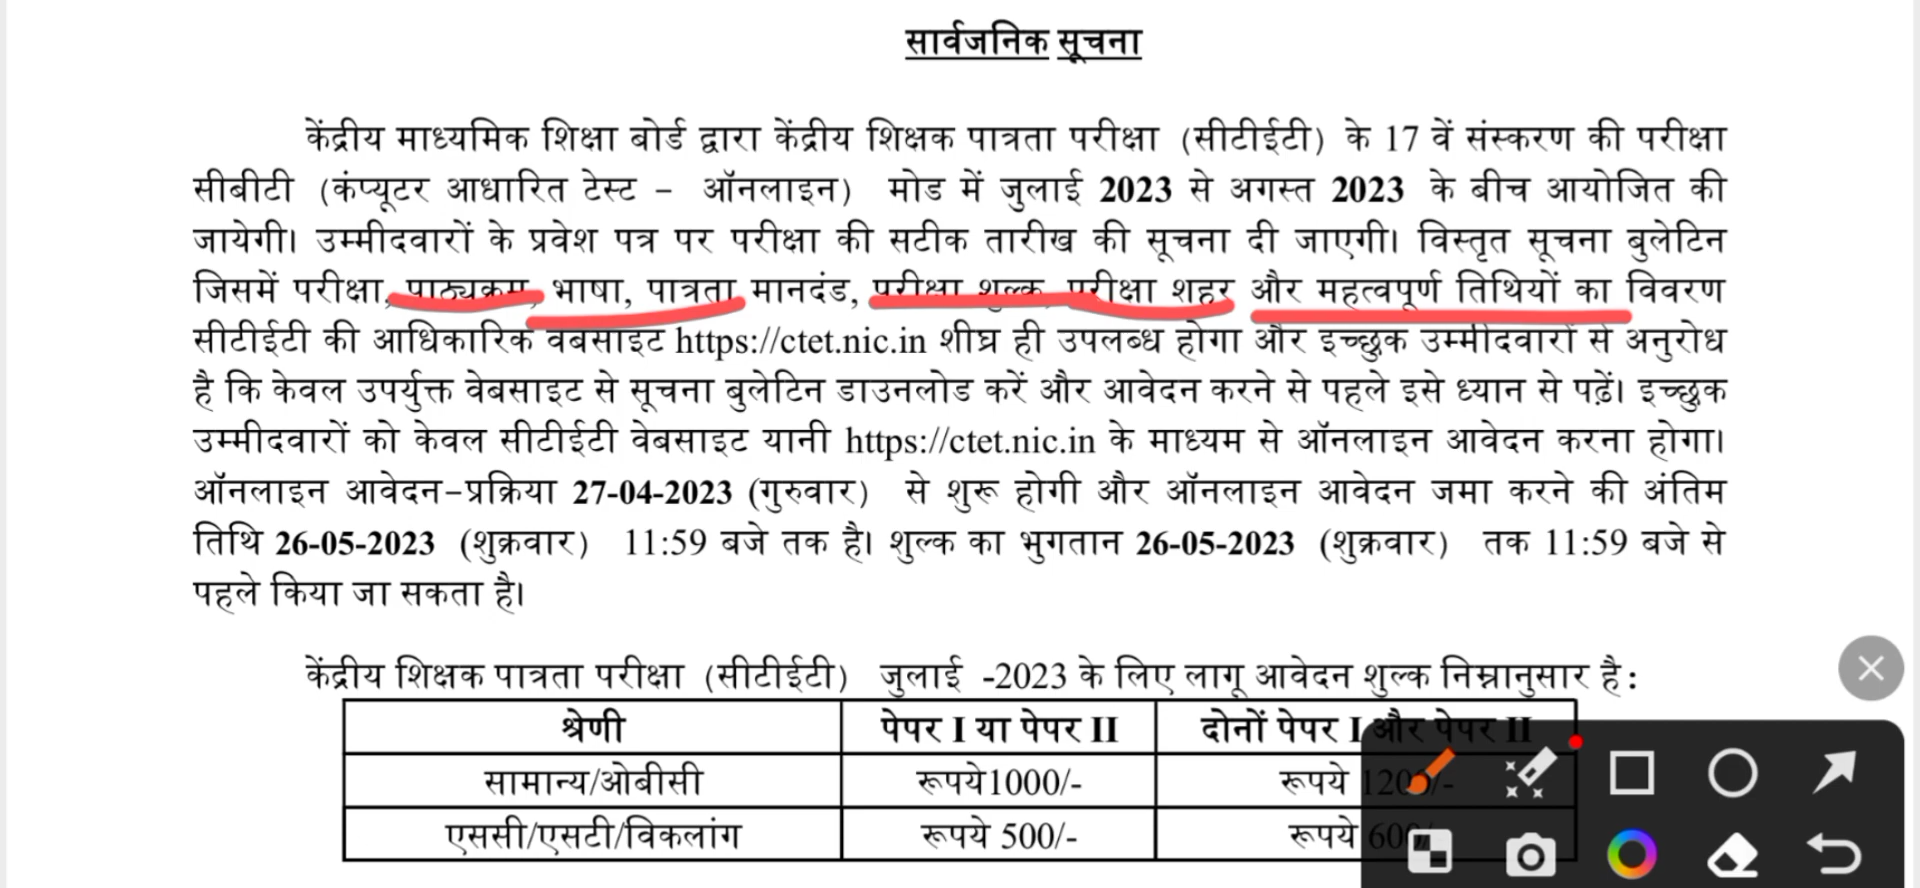 सार्वजनिक सूचना
केंद्रीय माध्यमिक शिक्षा बोर्ड द्वारा केंद्रीय शिक्षक पात्रता परीक्षा (सीटीईटी) के 17 वें संस्करण की परीक्षा
सीबीटी (कंप्यूटर आधारित टेस्ट - ऑनलाइन) मोड में जुलाई 2023 से अगस्त 2023 के बीच आयोजित की
जायेगी। उम्मीदवारों के प्रवेश पत्र पर परीक्षा की सटीक तारीख की सूचना दी जाएगी। विस्तृत सूचना बुलेटिन
जिसमें परीक्षा, पाठ्यक्रम, भाषा, पात्रता मानदंड, परीक्षा शुल्क, परीक्षा शहर और महत्वपूर्ण तिथियों का विवरण
सीटीईटी की आधिकारिक वेबसाइट https://ctet.nic.in शीघ्र ही उपलब्ध होगा और इच्छुक उम्मीदवारों से अनुरोध
है कि केवल उपर्युक्त वेबसाइट से सूचना बुलेटिन डाउनलोड करें और आवेदन करने से पहले इसे ध्यान से पढ़ें। इच्छुक
उम्मीदवारों को केवल सीटीईटी वेबसाइट यानी https://ctet.nic.in के माध्यम से ऑनलाइन आवेदन करना होगा।
ऑनलाइन आवेदन-प्रक्रिया 27-04-2023 (गुरुवार) से शुरू होगी और ऑनलाइन आवेदन जमा करने की अंतिम
तिथि 26-05-2023 (शुक्रवार) 11:59 बजे तक है। शुल्क का भुगतान 26-05-2023 (शुक्रवार) तक 11:59 बजे से
पहले किया जा सकता है।
केंद्रीय शिक्षक पात्रता परीक्षा (सीटीईटी) जुलाई -2023 के लिए लागू आवेदन शुल्क निम्नानुसार है:
श्रेणी पेपर I या पेपर II दोनों पेपर I और पेपर II
सामान्य/ओबीसी रूपये1000/- रूपये 1200/-
एससी/एसटी/विकलांग रूपये 500/- रूपये 600/-